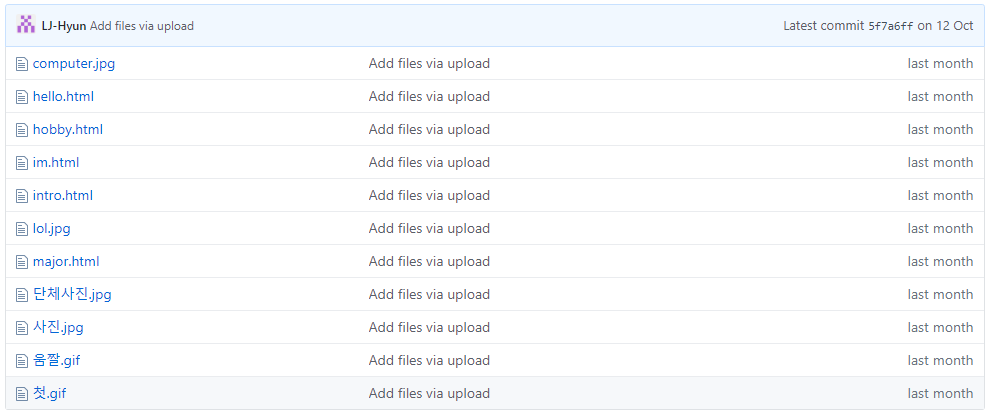 LJ-Hyun Add files via upload Latest commit 5f7a6ff on 12 Oct
computer.jpg Add files via upload last month
hello.html Add files via upload last month
hobby.html Add files via upload last month
im.html Add files via upload last month
intro.html Add files via upload last month
lol.jpg Add files via upload last month
major.html Add files via upload last month
단체사진.jpg Add files via upload last month
사진.jpg Add files via upload last month
움짤.gif Add files via upload last month
첫.gif Add files via upload last month